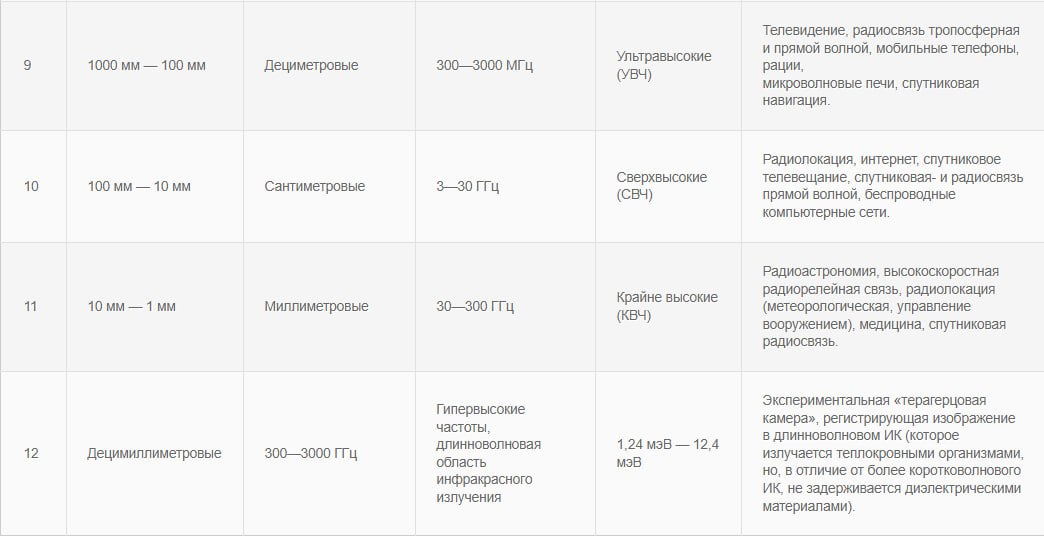 9
1000 мм — 100 мм
Дециметровые
300—3000 МГц
Ультравысокие
(УВЧ)
Телевидение, радиосвязь тропосферная
и прямой волной, мобильные телефоны,
рации,
микроволновые печи, спутниковая
навигация.
10
100 мм — 10 мм
Сантиметровые
3—30 ГГц
Сверхвысокие
(СВЧ)
Радиолокация, интернет, спутниковое
телевещание, спутниковая- и радиосвязь
прямой волной, беспроводные
компьютерные сети.
11
10 мм — 1 мм
Миллиметровые
30—300 ГГц
Крайне высокие
(КВЧ)
Радиоастрономия, высокоскоростная
радиорелейная связь, радиолокация
(метеорологическая, управление
вооружением), медицина, спутниковая
радиосвязь.
12
Децимиллиметровые
300—3000 ГГц
Гипервысокие
частоты,
длинноволновая
область
инфракрасного
излучения
1,24 мэВ — 12,4
мэВ
Экспериментальная «терагерцовая
камера», регистрирующая изображение
в длинноволновом ИК (которое
излучается теплокровными организмами,
но, в отличие от более коротковолнового
ИК, не задерживается диэлектрическими
материалами).